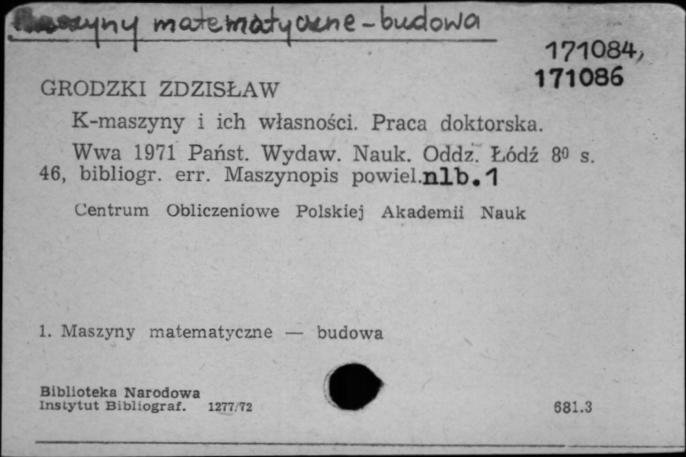 Maszyny matematyczne - budowa
171084,
171086
GRODZKI ZDZISŁAW
K-maszyny i ich własności. Praca doktorska.
Wwa 1971 Państ. Wydaw. Nauk. Oddz. Łódź 8⁰ s.
46, bibliogr. err. Maszynopis powiel. nlb. 1
Centrum Obliczeniowe Polskiej Akademii Nauk
1. Maszyny matematyczne — budowa
Biblioteka Narodowa
Instytut Bibliograf. 1277/72
681.3